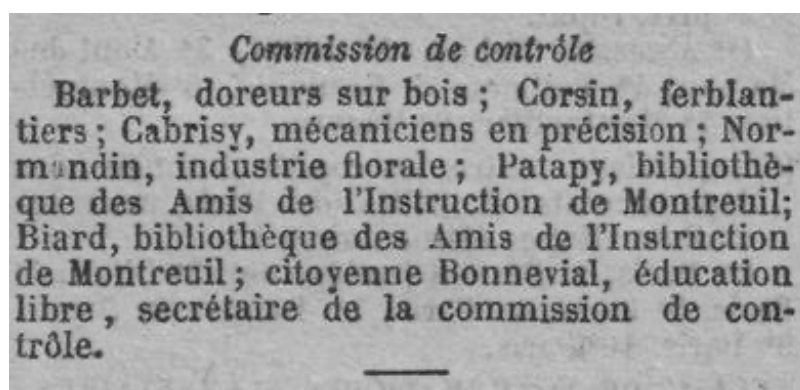 Commission de contrôle
Barbet, doreurs sur bois ; Corsin, ferblan-
tiers ; Cabrisy, mécaniciens en précision ; Nor-
mandin, industrie florale ; Patapy, bibliothè-
que des Amis de l'Instruction de Montreuil;
Biard, bibliothèque des Amis de l'Instruction
de Montreuil ; citoyenne Bonnevial, éducation
libre , secrétaire de la commission de con-
trôle.